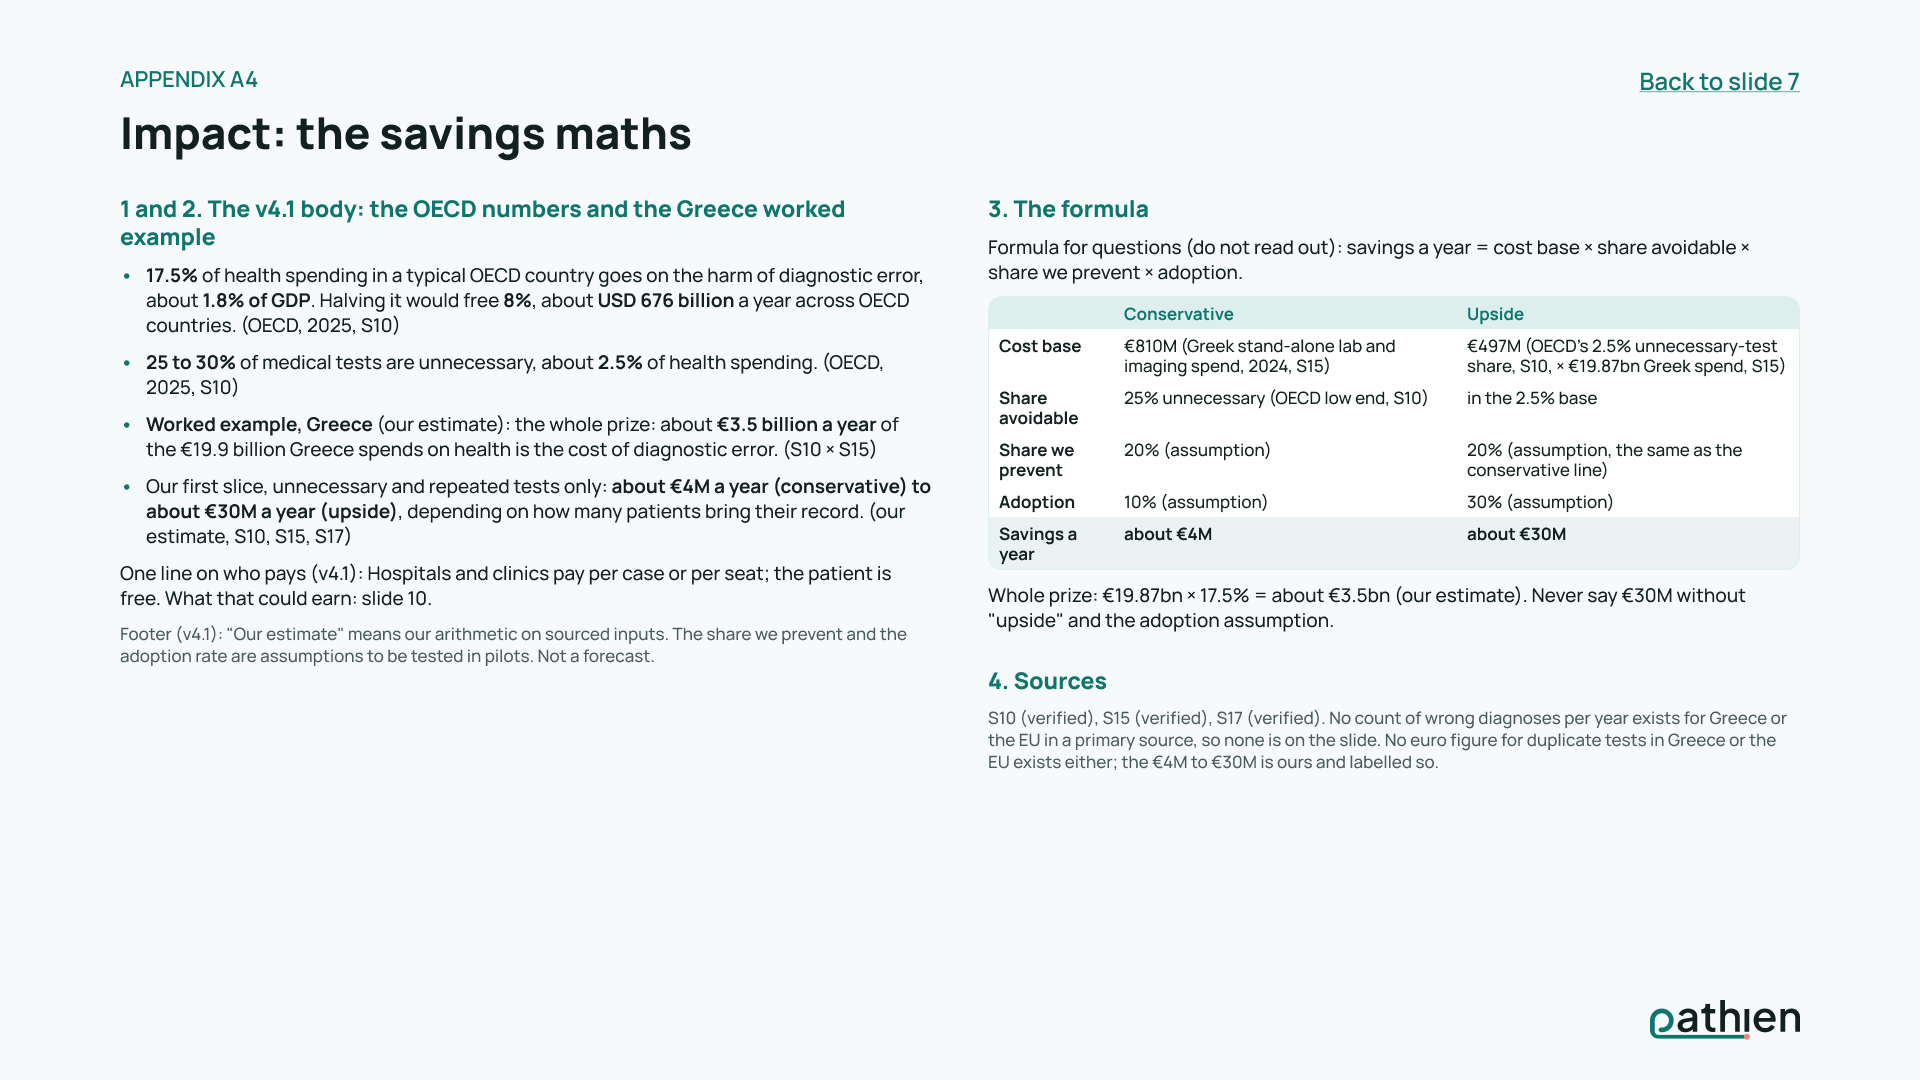 APPENDIX A4
Back to slide 7
Impact: the savings maths
1 and 2. The v4.1 body: the OECD numbers and the Greece worked
example
• 17.5% of health spending in a typical OECD country goes on the harm of diagnostic error,
about 1.8% of GDP. Halving it would free 8%, about USD 676 billion a year across OECD
countries. (OECD, 2025, S10)
• 25 to 30% of medical tests are unnecessary, about 2.5% of health spending. (OECD,
2025, S10)
• Worked example, Greece (our estimate): the whole prize: about €3.5 billion a year of
the €19.9 billion Greece spends on health is the cost of diagnostic error. (S10 × S15)
• Our first slice, unnecessary and repeated tests only: about €4M a year (conservative) to
about €30M a year (upside), depending on how many patients bring their record. (our
estimate, S10, S15, S17)
One line on who pays (v4.1): Hospitals and clinics pay per case or per seat; the patient is
free. What that could earn: slide 10.
Footer (v4.1): "Our estimate" means our arithmetic on sourced inputs. The share we prevent and the
adoption rate are assumptions to be tested in pilots. Not a forecast.
3. The formula
Formula for questions (do not read out): savings a year = cost base × share avoidable ×
share we prevent × adoption.
Conservative Upside
Cost base €810M (Greek stand-alone lab and €497M (OECD's 2.5% unnecessary-test
imaging spend, 2024, S15) share, S10, × €19.87bn Greek spend, S15)
Share 25% unnecessary (OECD low end, S10) in the 2.5% base
avoidable
Share we 20% (assumption) 20% (assumption, the same as the
prevent conservative line)
Adoption 10% (assumption) 30% (assumption)
Savings a about €4M about €30M
year
Whole prize: €19.87bn × 17.5% = about €3.5bn (our estimate). Never say €30M without
"upside" and the adoption assumption.
4. Sources
S10 (verified), S15 (verified), S17 (verified). No count of wrong diagnoses per year exists for Greece or
the EU in a primary source, so none is on the slide. No euro figure for duplicate tests in Greece or the
EU exists either; the €4M to €30M is ours and labelled so.
pathien